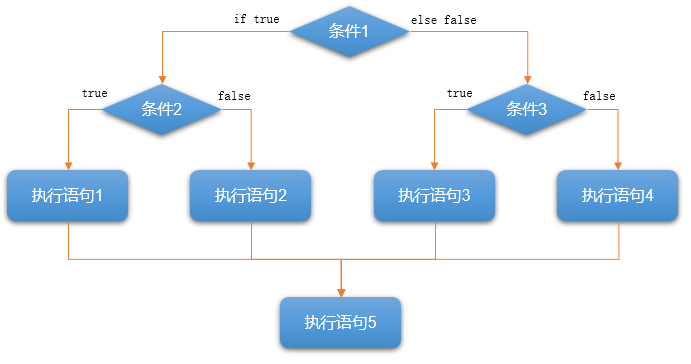 条件1
if true
else false
条件2
true
false
条件3
true
false
执行语句1
执行语句2
执行语句3
执行语句4
执行语句5